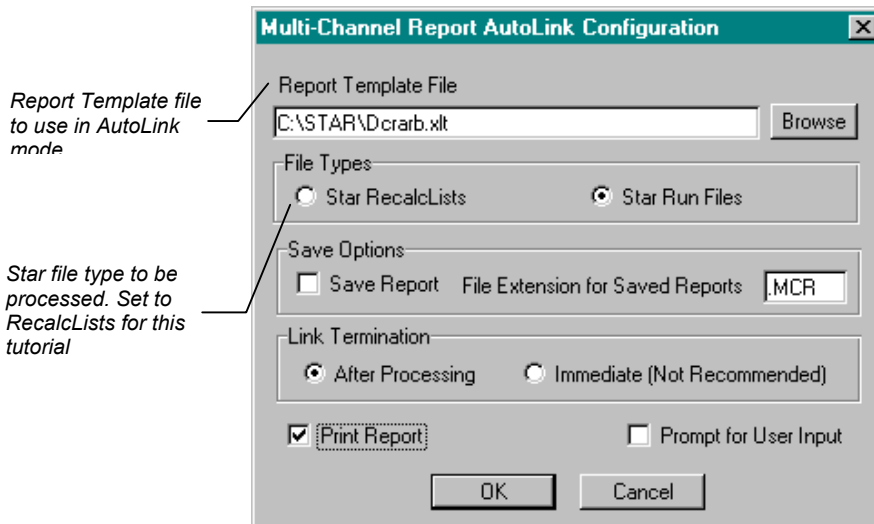 Multi-Channel Report AutoLink Configuration
Report Template file
to use in AutoLink
mode
Report Template File
C:\STAR\Dcrarb.xlt
Browse
File Types
Star RecalcLists
Star Run Files
Star file type to be
processed. Set to
RecalcLists for this
tutorial
Save Options
Save Report
File Extension for Saved Reports
.MCR
Link Termination
After Processing
Immediate (Not Recommended)
Print Report
Prompt for User Input
OK
Cancel